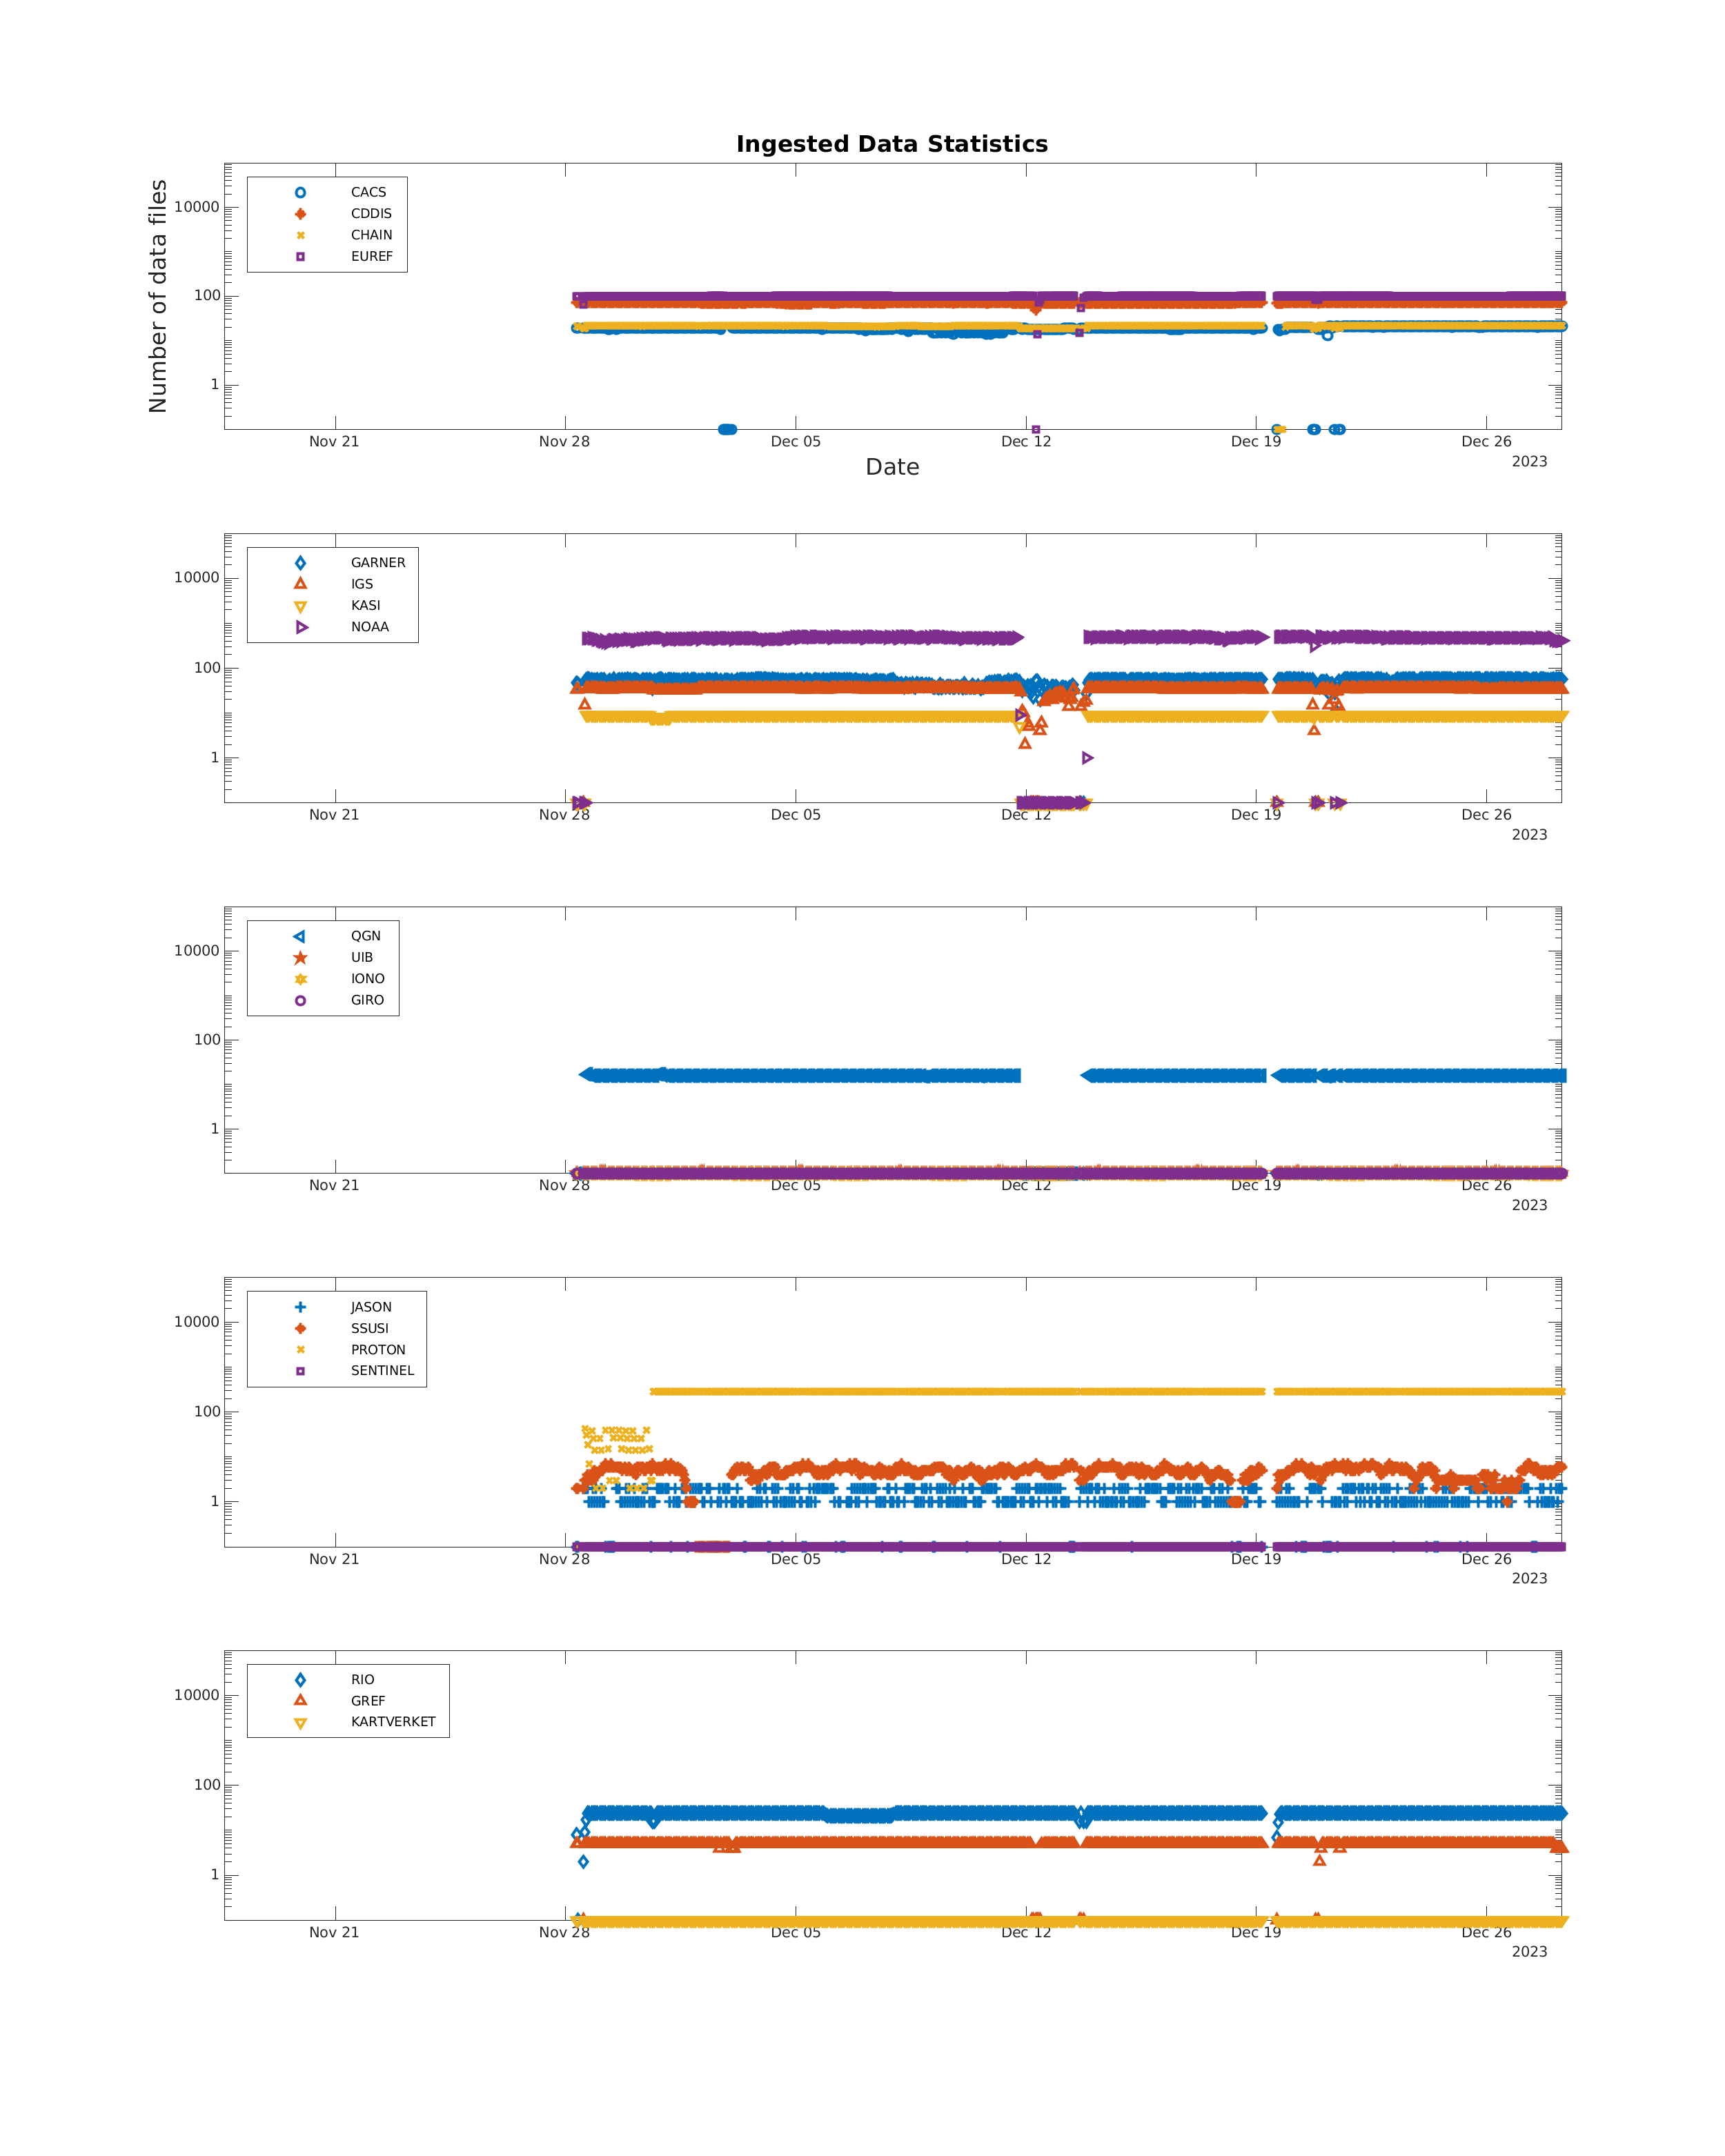 Ingested Data Statistics
Number of data files
10000
100
1
CACS
CDDIS
CHAIN
EUREF
Nov 21 Nov 28 Dec 05 Dec 12 Dec 19 Dec 26
2023
Date
10000
100
1
GARNER
IGS
KASI
NOAA
Nov 21 Nov 28 Dec 05 Dec 12 Dec 19 Dec 26
2023
10000
100
1
QGN
UIB
IONO
GIRO
Nov 21 Nov 28 Dec 05 Dec 12 Dec 19 Dec 26
2023
10000
100
1
JASON
SSUSI
PROTON
SENTINEL
Nov 21 Nov 28 Dec 05 Dec 12 Dec 19 Dec 26
2023
10000
100
1
RIO
GREF
KARTVERKET
Nov 21 Nov 28 Dec 05 Dec 12 Dec 19 Dec 26
2023